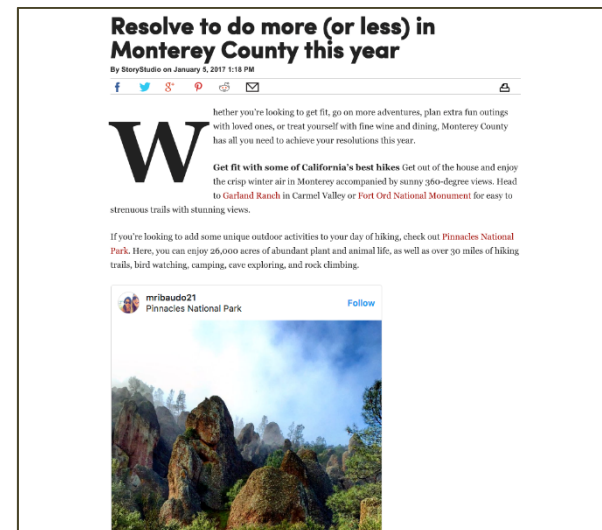 Resolve to do more (or less) in
Monterey County this year
By StoryStudio on January 5, 2017 1:18 PM
Whether you're looking to get fit, go on more adventures, plan extra fun outings
with loved ones, or treat yourself with fine wine and dining, Monterey County
has all you need to achieve your resolutions this year.
Get fit with some of California's best hikes Get out of the house and enjoy
the crisp winter air in Monterey accompanied by sunny 360-degree views. Head
to Garland Ranch in Carmel Valley or Fort Ord National Monument for easy to
strenuous trails with stunning views.
If you're looking to add some unique outdoor activities to your day of hiking, check out Pinnacles National
Park. Here, you can enjoy 26,000 acres of abundant plant and animal life, as well as over 30 miles of hiking
trails, bird watching, camping, cave exploring, and rock climbing.
mribaudo21
Pinnacles National Park
Follow